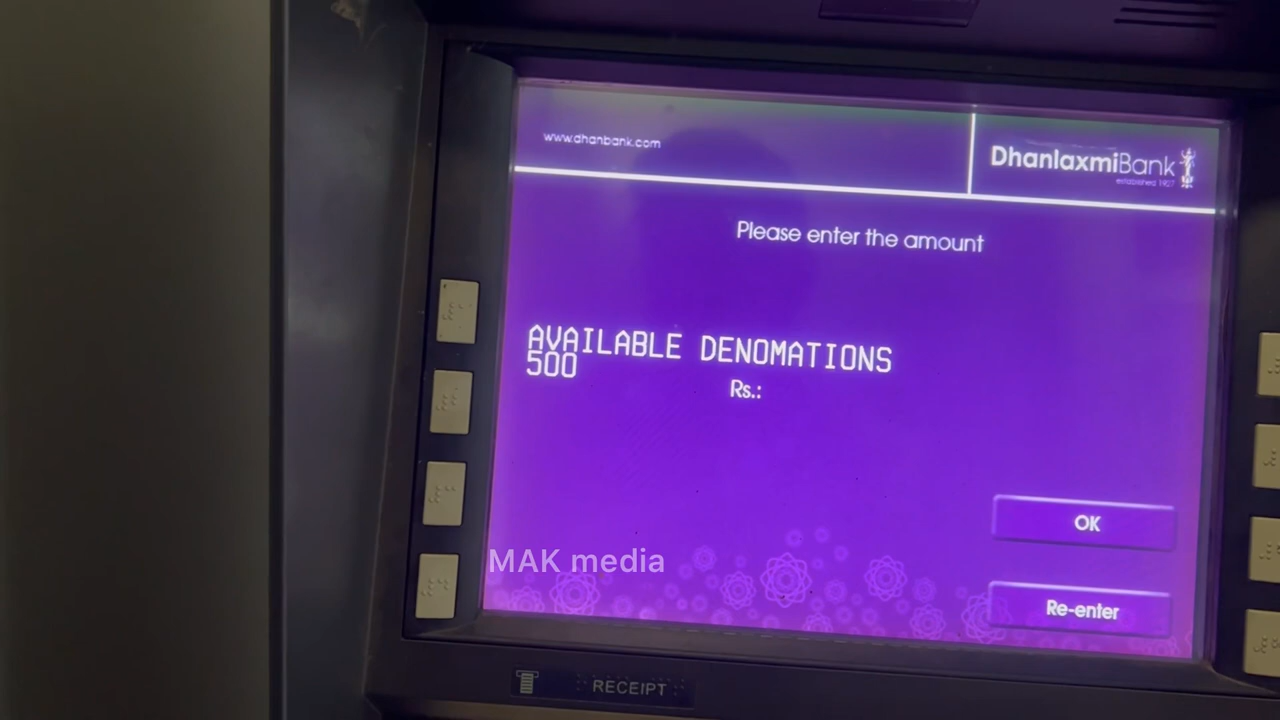 www.dhanbank.com
DhanlaxmiBank
established 1927
Please enter the amount
AVAILABLE DENOMATIONS
500
Rs.:
OK
MAK media
Re-enter
RECEIPT